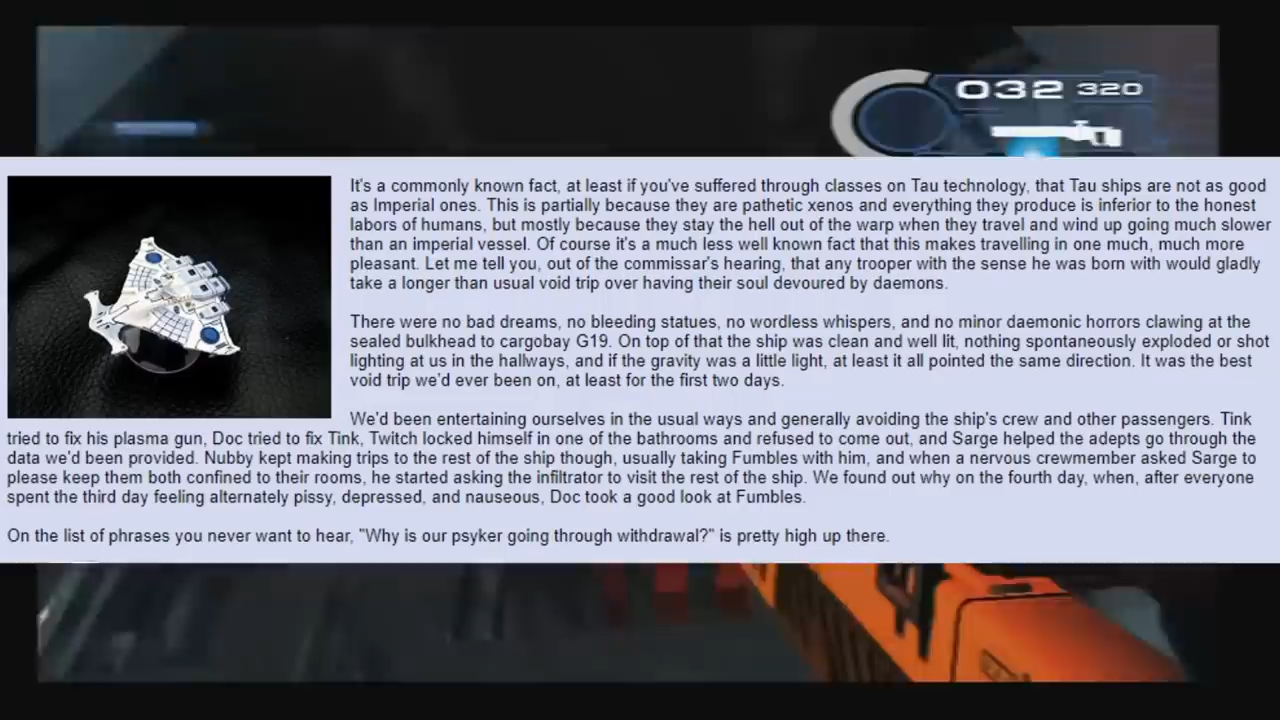 032 320
It's a commonly known fact, at least if you've suffered through classes on Tau technology, that Tau ships are not as good
as Imperial ones. This is partially because they are pathetic xenos and everything they produce is inferior to the honest
labors of humans, but mostly because they stay the hell out of the warp when they travel and wind up going much slower
than an imperial vessel. Of course it's a much less well known fact that this makes travelling in one much, much more
pleasant. Let me tell you, out of the commissar's hearing, that any trooper with the sense he was born with would gladly
take a longer than usual void trip over having their soul devoured by daemons.
There were no bad dreams, no bleeding statues, no wordless whispers, and no minor daemonic horrors clawing at the
sealed bulkhead to cargobay G19. On top of that the ship was clean and well lit, nothing spontaneously exploded or shot
lighting at us in the hallways, and if the gravity was a little light, at least it all pointed the same direction. It was the best
void trip we'd ever been on, at least for the first two days.
We'd been entertaining ourselves in the usual ways and generally avoiding the ship's crew and other passengers. Tink
tried to fix his plasma gun, Doc tried to fix Tink, Twitch locked himself in one of the bathrooms and refused to come out, and Sarge helped the adepts go through the
data we'd been provided. Nubby kept making trips to the rest of the ship though, usually taking Fumbles with him, and when a nervous crewmember asked Sarge to
please keep them both confined to their rooms, he started asking the infiltrator to visit the rest of the ship. We found out why on the fourth day, when, after everyone
spent the third day feeling alternately pissy, depressed, and nauseous, Doc took a good look at Fumbles.
On the list of phrases you never want to hear, "Why is our psyker going through withdrawal?" is pretty high up there.